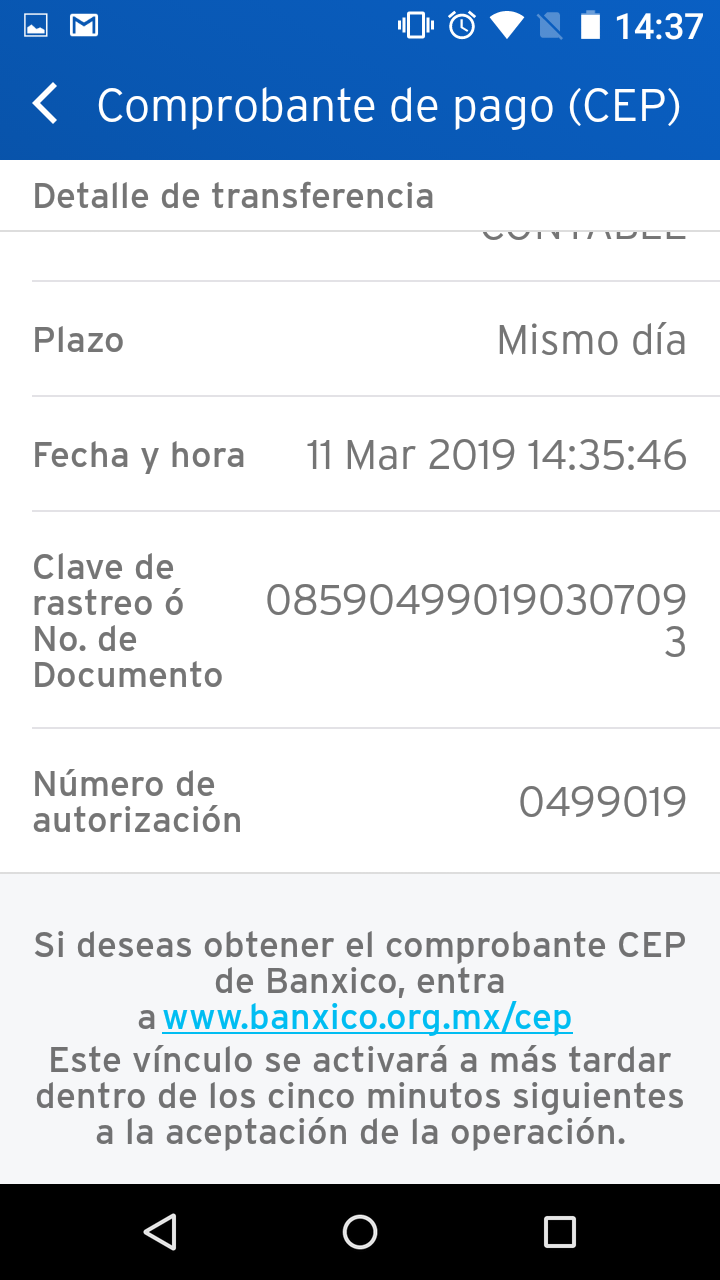 14:37
Comprobante de pago (CEP)
Detalle de transferencia
CONTABLE
Plazo
Mismo día
Fecha y hora
11 Mar 2019 14:35:46
Clave de
rastreo ó
No. de
Documento
08590499019030709
3
Número de
autorización
0499019
Si deseas obtener el comprobante CEP
de Banxico, entra
a www.banxico.org.mx/cep
Este vínculo se activará a más tardar
dentro de los cinco minutos siguientes
a la aceptación de la operación.